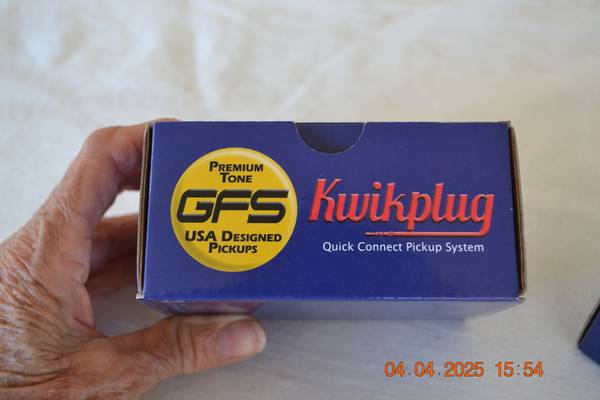 PREMIUM
TONE
GFS
USA DESIGNED
PICKUPS
Kwikplug
Quick Connect Pickup System
04.04.2025 15:54